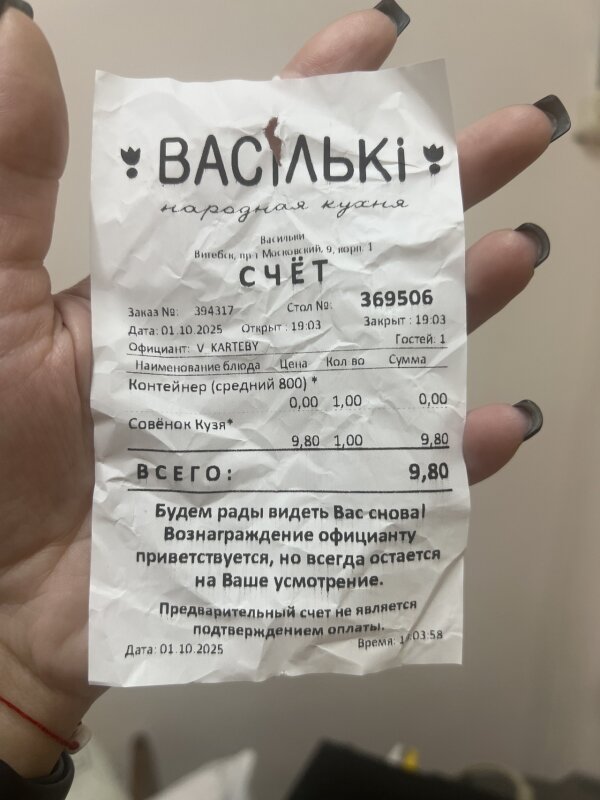 ВАСІЛЬКІ
народная кухня
Васильки
Витебск, пр-т Московский, 9, корп. 1
СЧЁТ
Заказ №: 394317 Стол №: 369506
Дата: 01.10.2025 Открыт : 19:03 Закрыт : 19:03
Официант: V_KARTEBY Гостей: 1
Наименование блюда Цена Кол во Сумма
Контейнер (средний 800) *
0,00 1,00 0,00
Совёнок Кузя*
9,80 1,00 9,80
ВСЕГО: 9,80
Будем рады видеть Вас снова!
Вознаграждение официанту
приветствуется, но всегда остается
на Ваше усмотрение.
Предварительный счет не является
подтверждением оплаты.
Дата: 01.10.2025 Время: